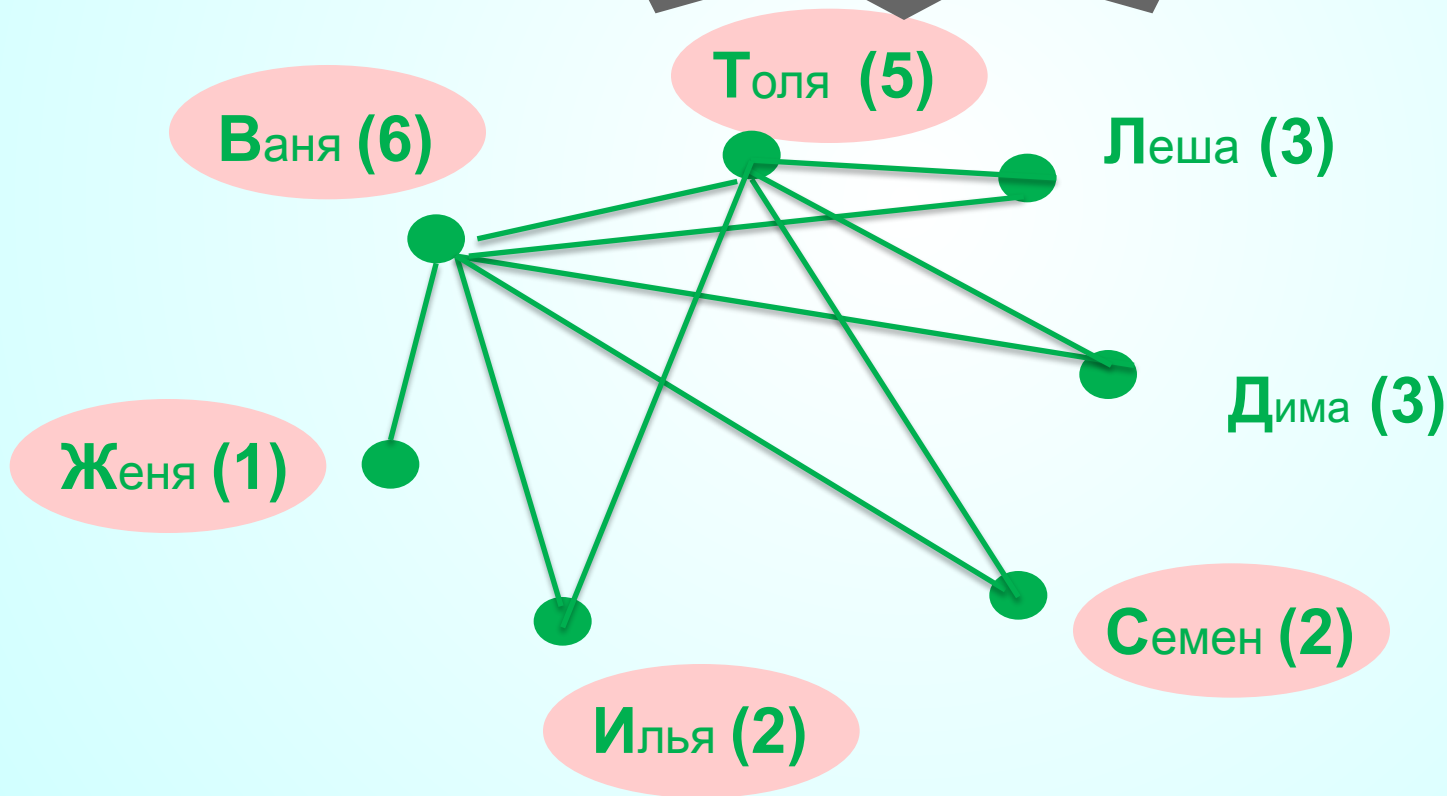 Толя (5)
Ваня (6)
Леша (3)
Дима (3)
Женя (1)
Семен (2)
Илья (2)